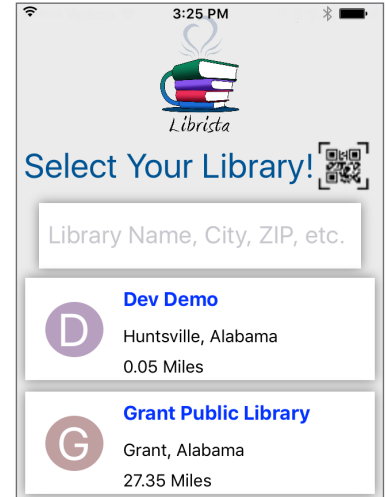 3:25 PM
Librista
Select Your Library!
Library Name, City, ZIP, etc.
D
Dev Demo
Huntsville, Alabama
0.05 Miles
G
Grant Public Library
Grant, Alabama
27.35 Miles